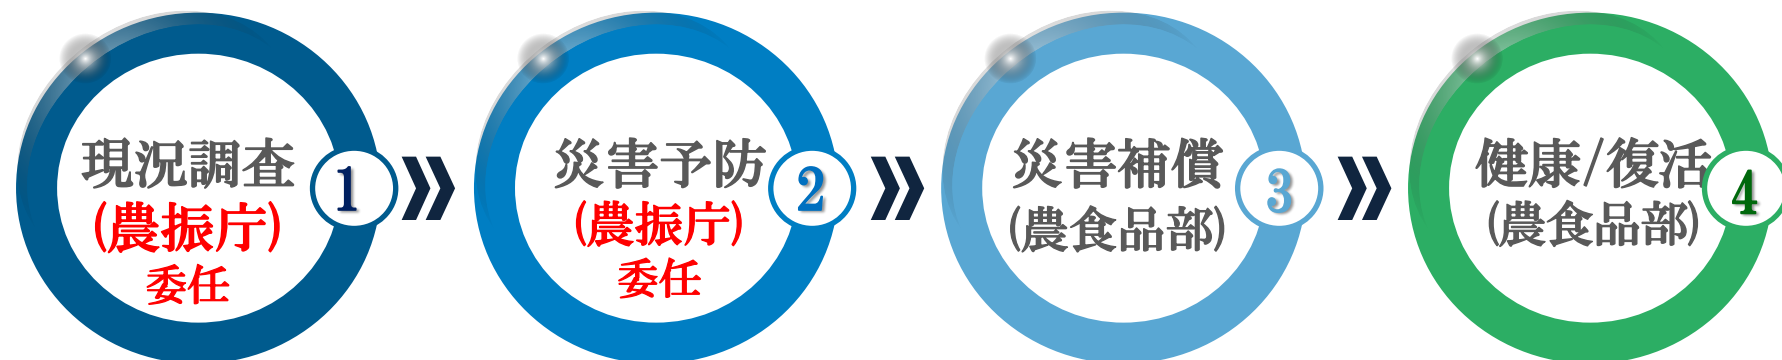 現況調査
(農振庁)
委任
1
災害予防
(農振庁)
委任
2
災害補償
(農食品部)
3
健康/復活
(農食品部)
4